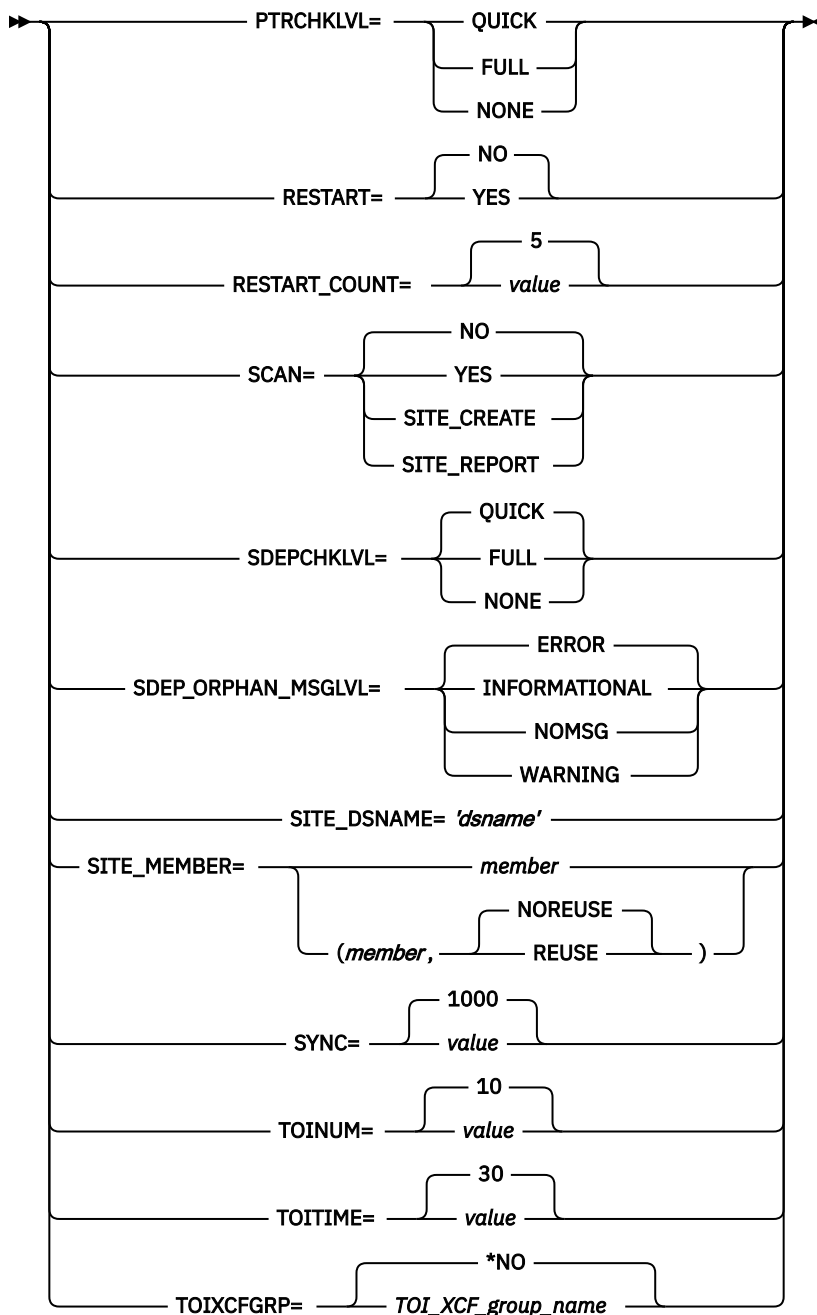 PTRCHKLVL= QUICK
FULL
NONE
NO
RESTART= YES
5
RESTART_COUNT= value
NO
SCAN= YES
SITE_CREATE
SITE_REPORT
QUICK
SDEPCHKLVL= FULL
NONE
ERROR
SDEP_ORPHAN_MSGLVL= INFORMATIONAL
NOMSG
WARNING
SITE_DSNAME= 'dsname'
SITE_MEMBER= member
NOREUSE
(member, REUSE )
1000
SYNC= value
10
TOINUM= value
30
TOITIME= value
*NO
TOIXCFGRP= TOI_XCF_group_name